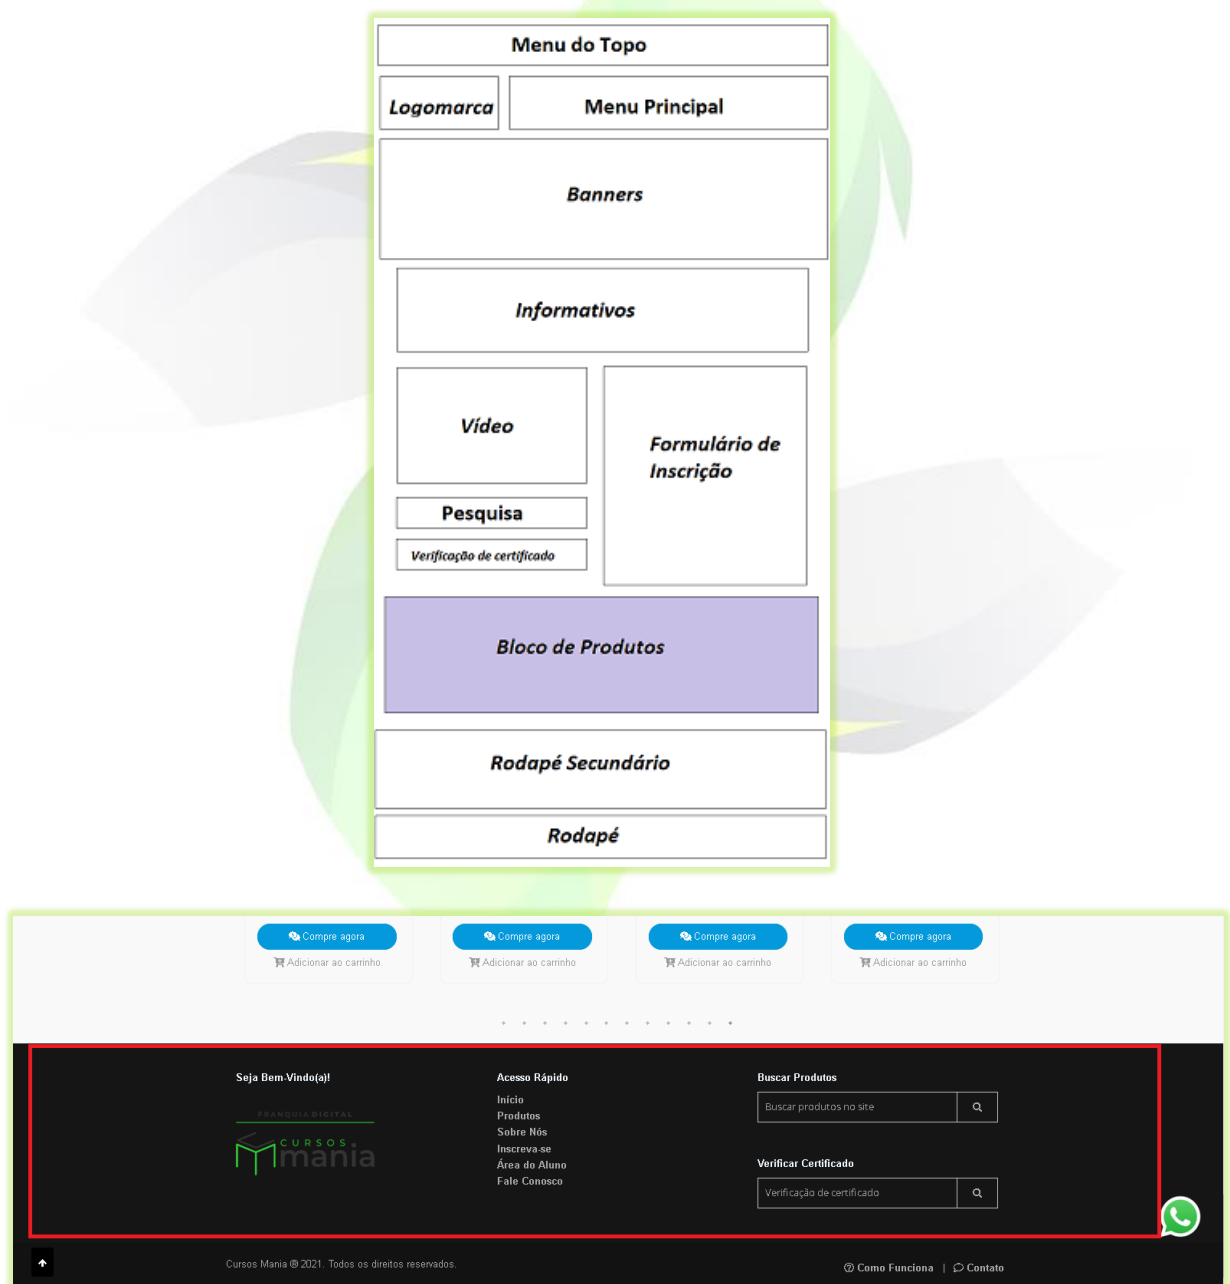 Menu do Topo
Logomarca
Menu Principal
Banners
Informativos
Vídeo
Formulário de
Inscrição
Pesquisa
Verificação de certificado
Bloco de Produtos
Rodapé Secundário
Rodapé
Compre agora Compre agora Compre agora Compre agora
Adicionar ao carrinho Adicionar ao carrinho Adicionar ao carrinho Adicionar ao carrinho
Seja Bem-Vindo(a)!
FRANQUIA DIGITAL
CURSOS
mania
Acesso Rápido
Início
Produtos
Sobre Nós
Inscreva-se
Área do Aluno
Fale Conosco
Buscar Produtos
Buscar produtos no site
Verificar Certificado
Verificação de certificado
Cursos Mania ® 2021. Todos os direitos reservados.
Como Funciona | Contato